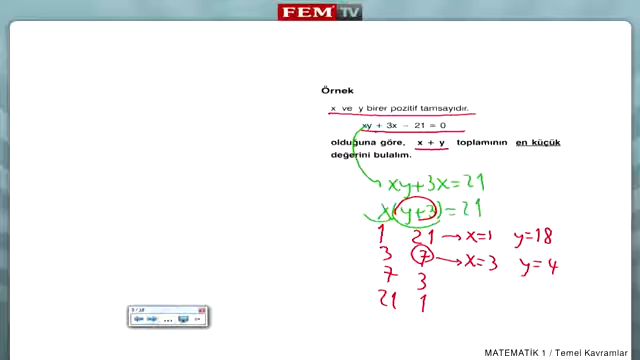 FEM TV
Örnek
x ve y birer pozitif tamsayıdır.
xy + 3x – 21 = 0
olduğuna göre, x + y toplamının en küçük
değerini bulalım.
xy+3x=21
x(y+3)=21
1 21 → x=1 y=18
3 7 → x=3 y=4
7 3
21 1
MATEMATİK 1 / Temel Kavramlar